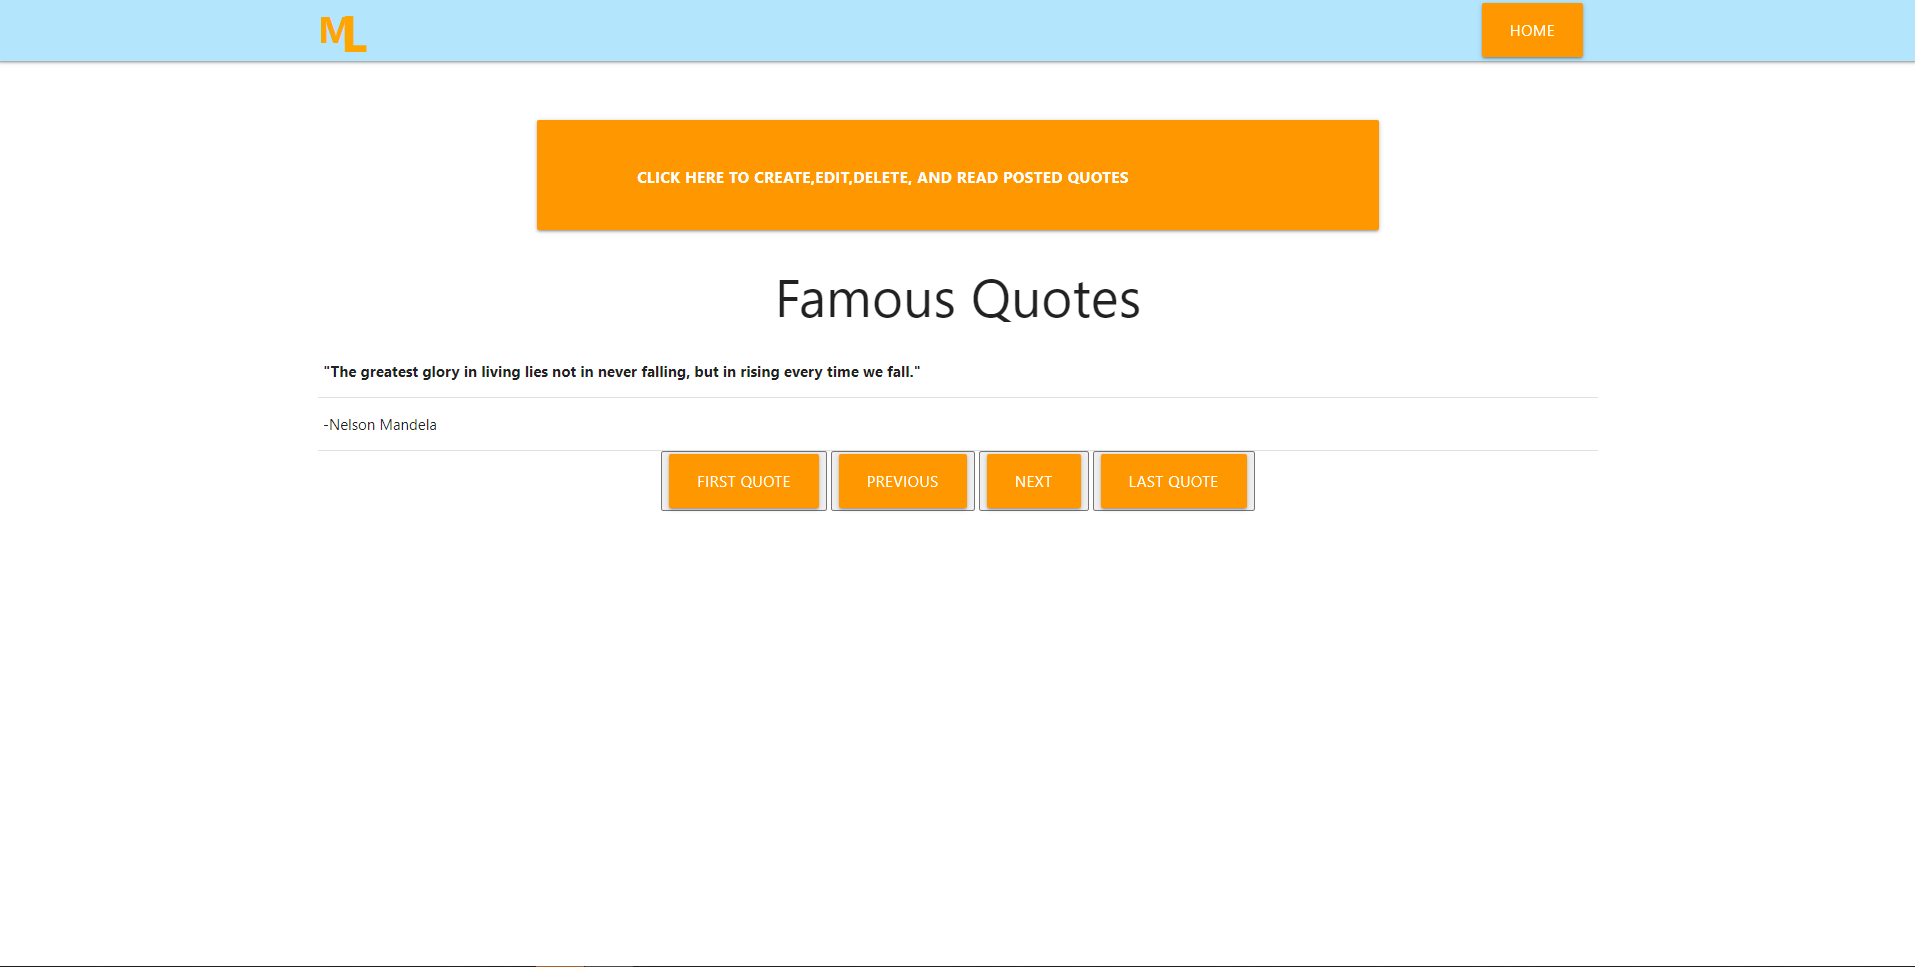 ML
HOME
CLICK HERE TO CREATE,EDIT,DELETE, AND READ POSTED QUOTES
Famous Quotes
"The greatest glory in living lies not in never falling, but in rising every time we fall."
-Nelson Mandela
FIRST QUOTE PREVIOUS NEXT LAST QUOTE